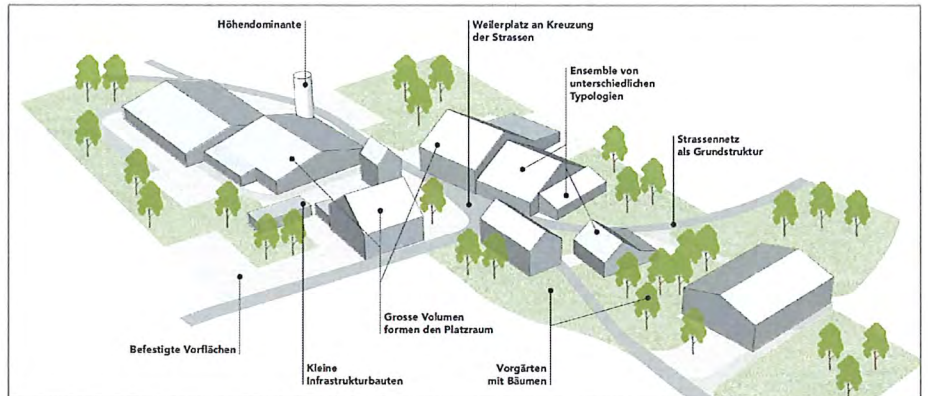 Höhendominante
Weilerplatz an Kreuzung
der Strassen
Ensemble von
unterschiedlichen
Typologien
Strassennetz
als Grundstruktur
Grosse Volumen
formen den Platzraum
Befestigte Vorflächen
Kleine
Infrastrukturbauten
Vorgärten
mit Bäumen